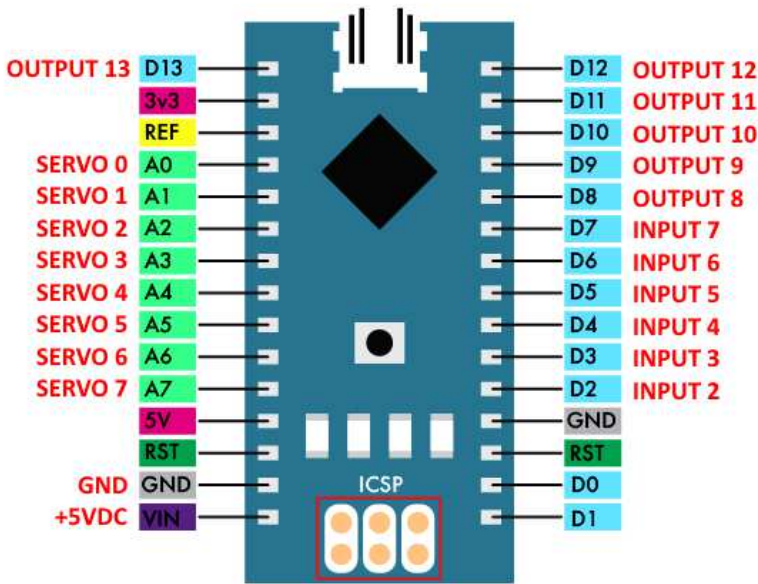 OUTPUT 13 D13 D12 OUTPUT 12
3v3 D11 OUTPUT 11
REF D10 OUTPUT 10
SERVO 0 A0 D9 OUTPUT 9
SERVO 1 A1 D8 OUTPUT 8
SERVO 2 A2 D7 INPUT 7
SERVO 3 A3 D6 INPUT 6
SERVO 4 A4 D5 INPUT 5
SERVO 5 A5 D4 INPUT 4
SERVO 6 A6 D3 INPUT 3
SERVO 7 A7 D2 INPUT 2
5V GND
RST RST
GND GND ICSP D0
+5VDC VIN D1